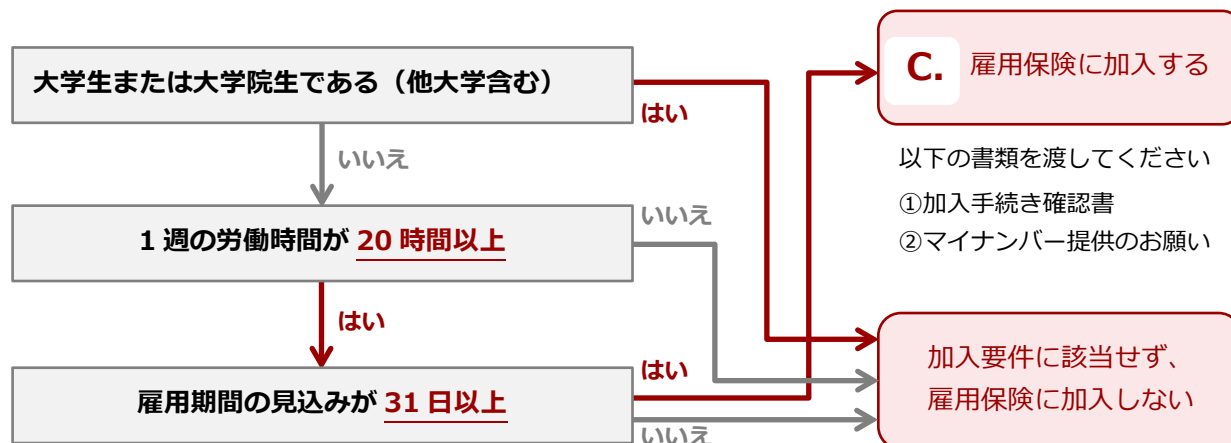 大学生または大学院生である（他大学含む）
はい
いいえ
1 週の労働時間が 20 時間以上
いいえ
はい
雇用期間の見込みが 31 日以上
はい
いいえ
C. 雇用保険に加入する
以下の書類を渡してください
①加入手続き確認書
②マイナンバー提供のお願い
加入要件に該当せず、
雇用保険に加入しない